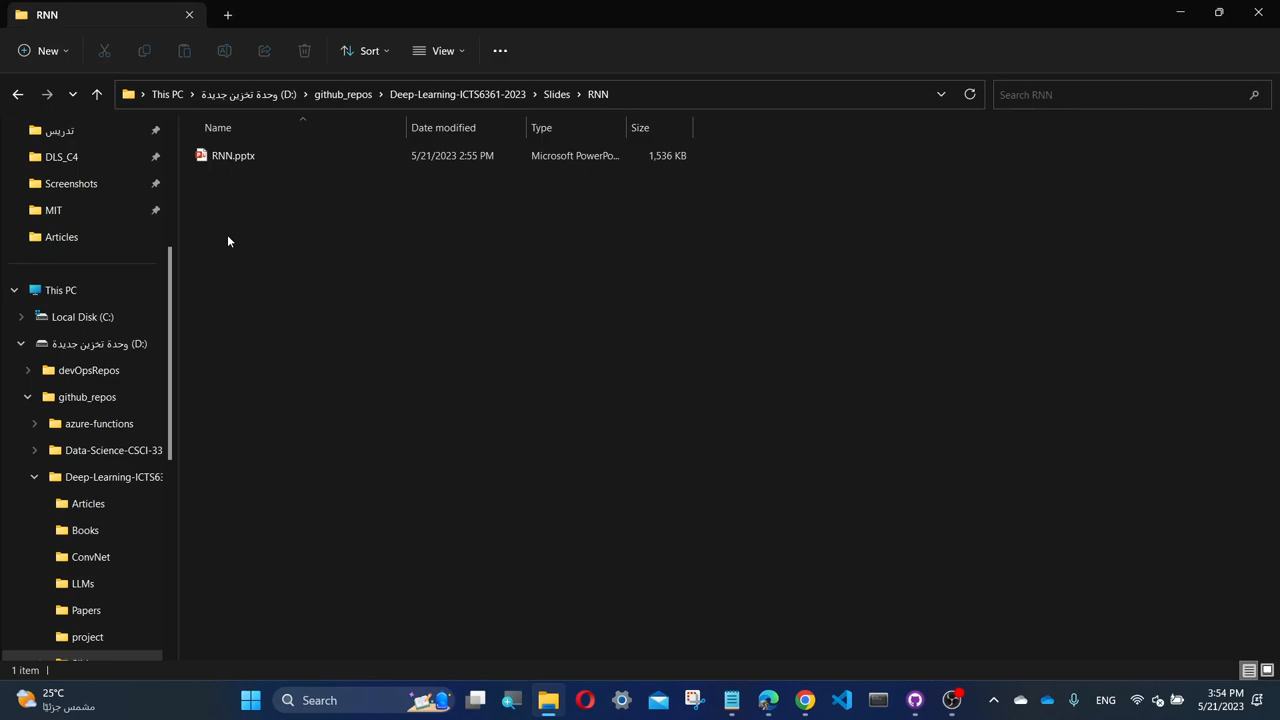 RNN
New
Sort
View
This PC
وحدة تخزين جديدة (D:)
github_repos
Deep-Learning-ICTS6361-2023
Slides
RNN
Search RNN
Name
Date modified
Type
Size
RNN.pptx
5/21/2023 2:55 PM
Microsoft PowerPo...
1,536 KB
تدريس
DLS_C4
Screenshots
MIT
Articles
This PC
Local Disk (C:)
وحدة تخزين جديدة (D:)
devOpsRepos
github_repos
azure-functions
Data-Science-CSCI-33
Deep-Learning-ICTS63
Articles
Books
ConvNet
LLMs
Papers
project
1 item
25°C
مشمس جزئيًا
Search
ENG
3:54 PM
5/21/2023